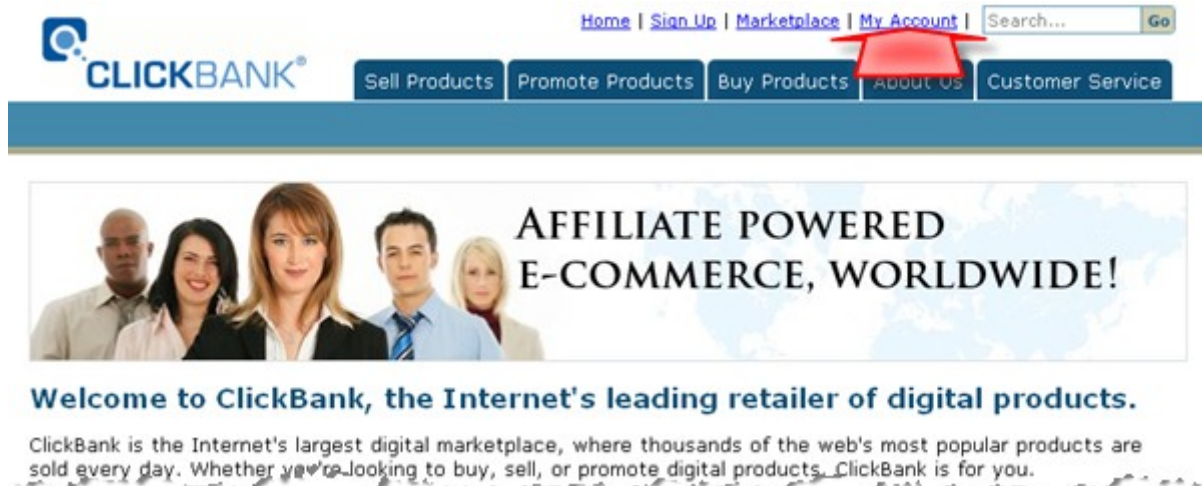 Home | Sign Up | Marketplace | My Account | Search... Go
CLICKBANK®
Sell Products Promote Products Buy Products About Us Customer Service
AFFILIATE POWERED
E-COMMERCE, WORLDWIDE!
Welcome to ClickBank, the Internet's leading retailer of digital products.
ClickBank is the Internet's largest digital marketplace, where thousands of the web's most popular products are
sold every day. Whether you're looking to buy, sell, or promote digital products, ClickBank is for you.